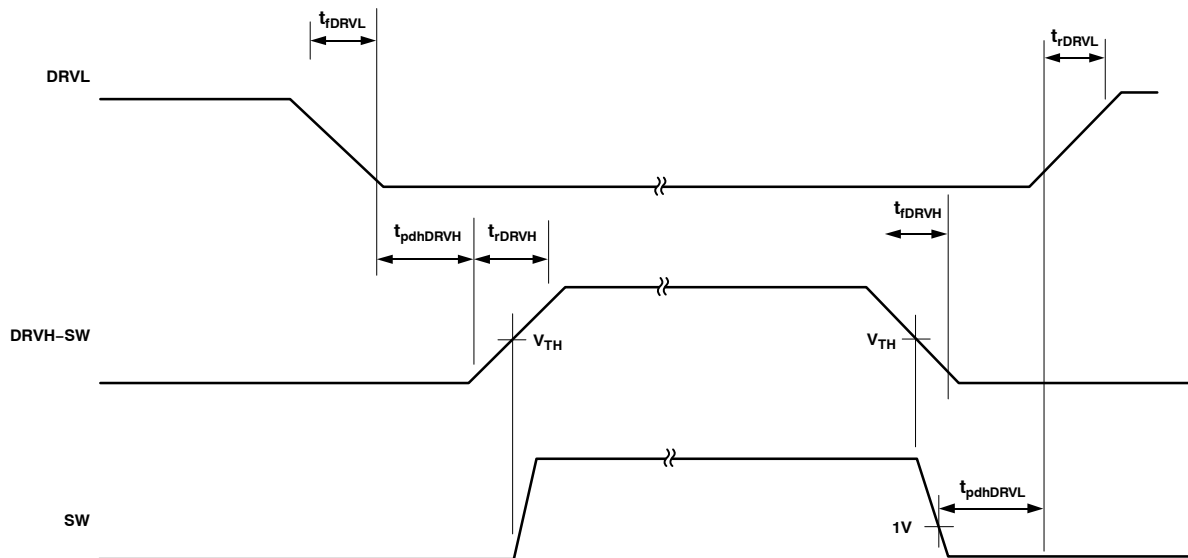 tfDRVL
trDRVL
DRVL
tfDRVH
tpdhDRVH
trDRVH
DRVH–SW
VTH
VTH
tpdhDRVL
SW
1V